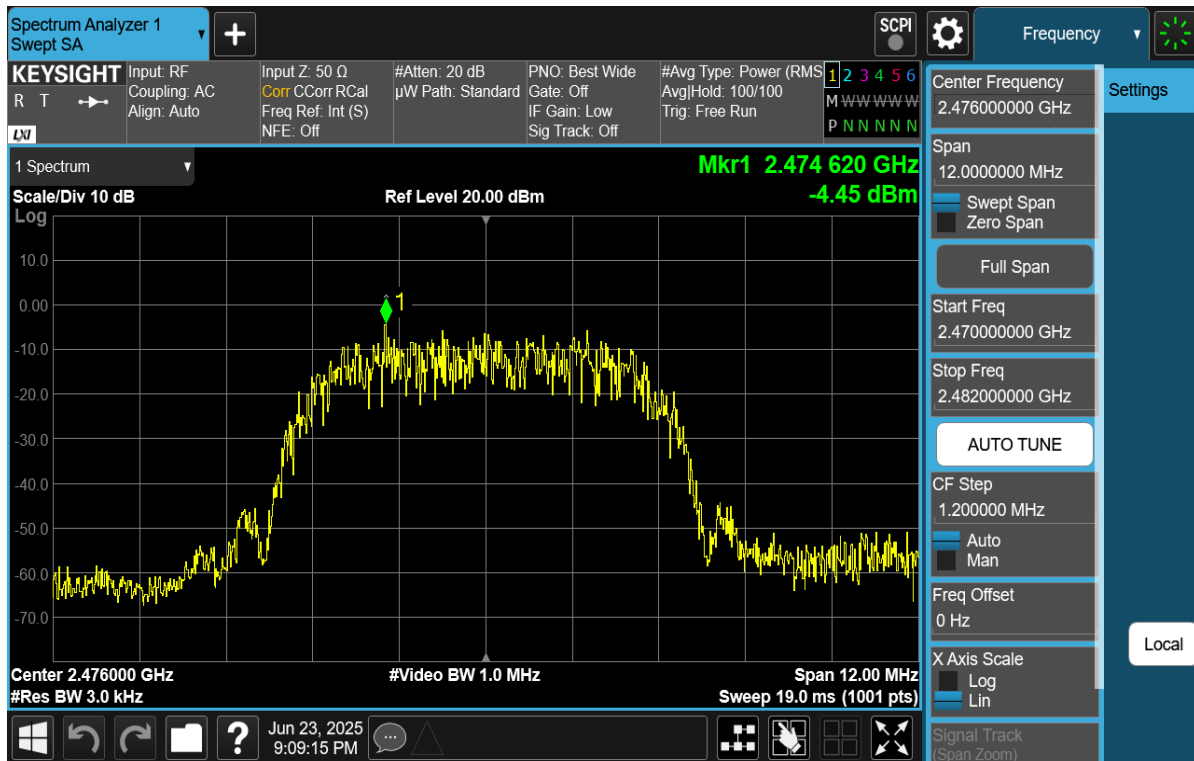 Spectrum Analyzer 1
Swept SA
SCPI
Frequency
KEYSIGHT
R T
LXI
Input: RF
Coupling: AC
Align: Auto
Input Z: 50 Ω
Corr CCorr RCal
Freq Ref: Int (S)
NFE: Off
#Atten: 20 dB
µW Path: Standard
PNO: Best Wide
Gate: Off
IF Gain: Low
Sig Track: Off
#Avg Type: Power (RMS
Avg|Hold: 100/100
Trig: Free Run
1 2 3 4 5 6
M W W W W W
P N N N N N
1 Spectrum
Mkr1 2.474 620 GHz
-4.45 dBm
Scale/Div 10 dB
Ref Level 20.00 dBm
Log
10.0
0.00
-10.0
-20.0
-30.0
-40.0
-50.0
-60.0
-70.0
1
Center 2.476000 GHz
#Video BW 1.0 MHz
Span 12.00 MHz
#Res BW 3.0 kHz
Sweep 19.0 ms (1001 pts)
Center Frequency
2.476000000 GHz
Settings
Span
12.0000000 MHz
Swept Span
Zero Span
Full Span
Start Freq
2.470000000 GHz
Stop Freq
2.482000000 GHz
AUTO TUNE
CF Step
1.200000 MHz
Auto
Man
Freq Offset
0 Hz
Local
X Axis Scale
Log
Lin
Signal Track
(Span Zoom)
?
Jun 23, 2025
9:09:15 PM